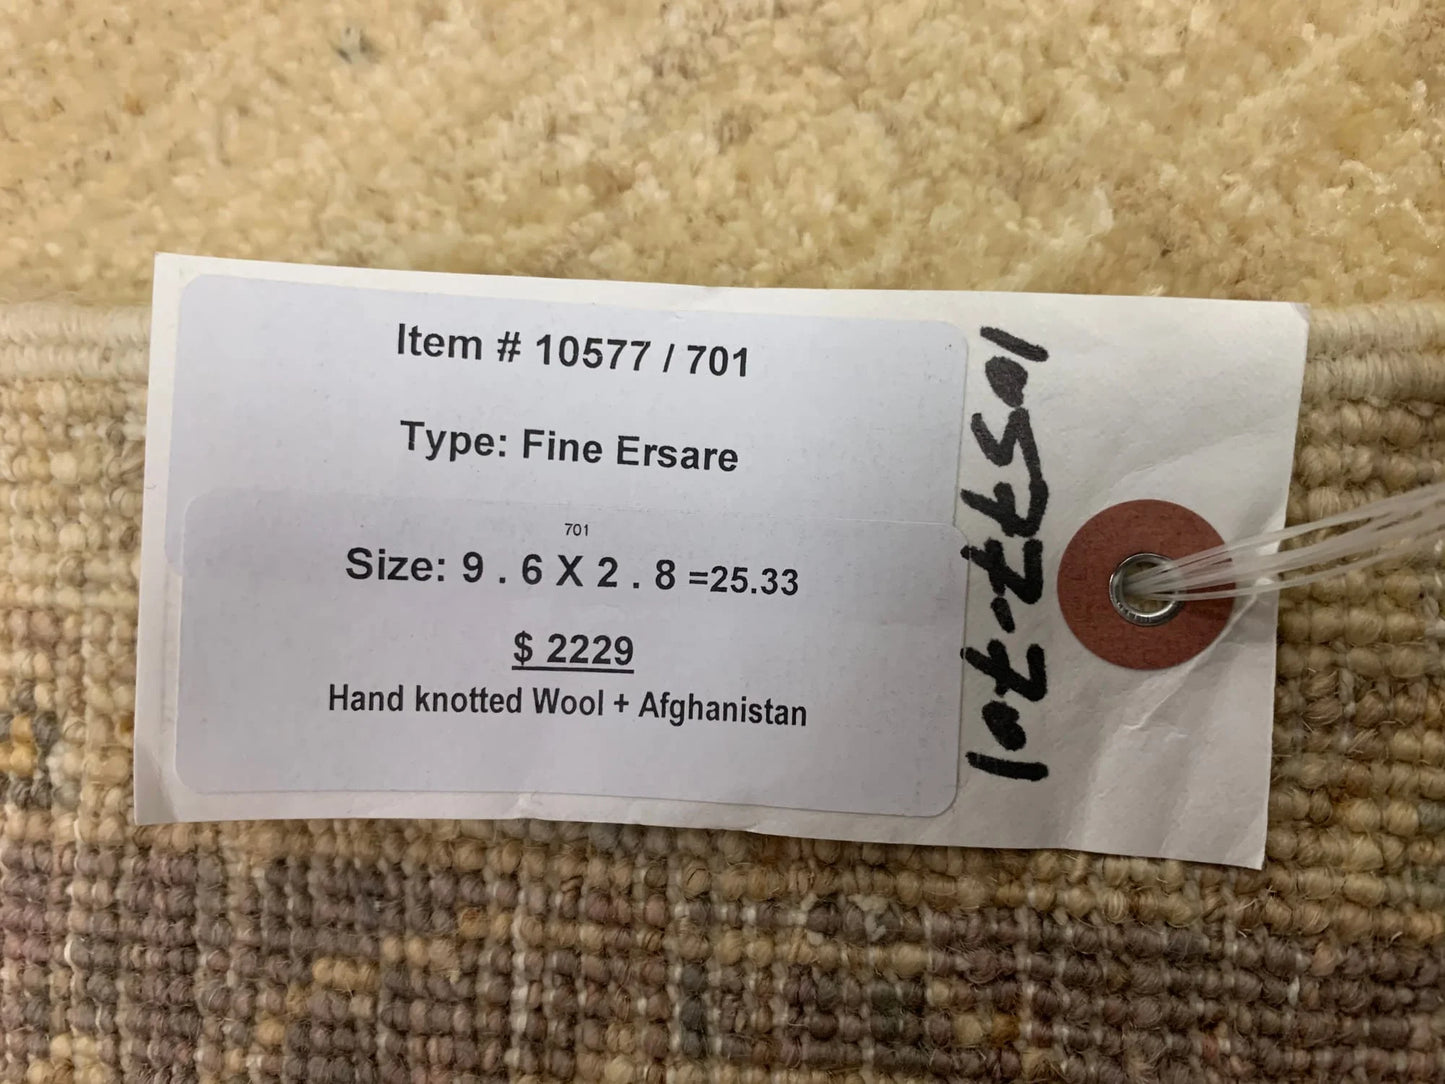 Item # 10577 / 701
Type: Fine Ersare
701
Size: 9 . 6 X 2 . 8 =25.33
$ 2229
Hand knotted Wool + Afghanistan
10577-701